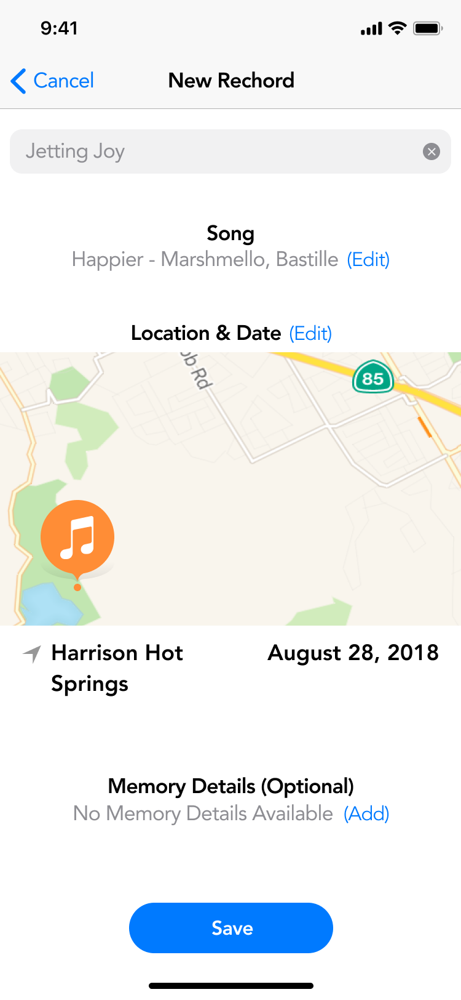 9:41
Cancel New Rechord
Jetting Joy
Song
Happier - Marshmello, Bastille (Edit)
Location & Date (Edit)
Rd
85
Harrison Hot
Springs
August 28, 2018
Memory Details (Optional)
No Memory Details Available (Add)
Save